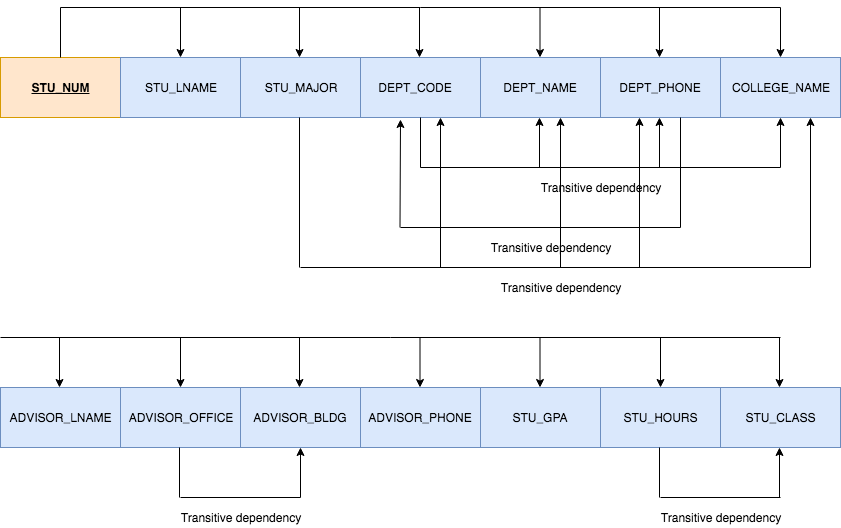 STU_NUM STU_LNAME STU_MAJOR DEPT_CODE DEPT_NAME DEPT_PHONE COLLEGE_NAME
Transitive dependency
Transitive dependency
Transitive dependency
ADVISOR_LNAME ADVISOR_OFFICE ADVISOR_BLDG ADVISOR_PHONE STU_GPA STU_HOURS STU_CLASS
Transitive dependency Transitive dependency